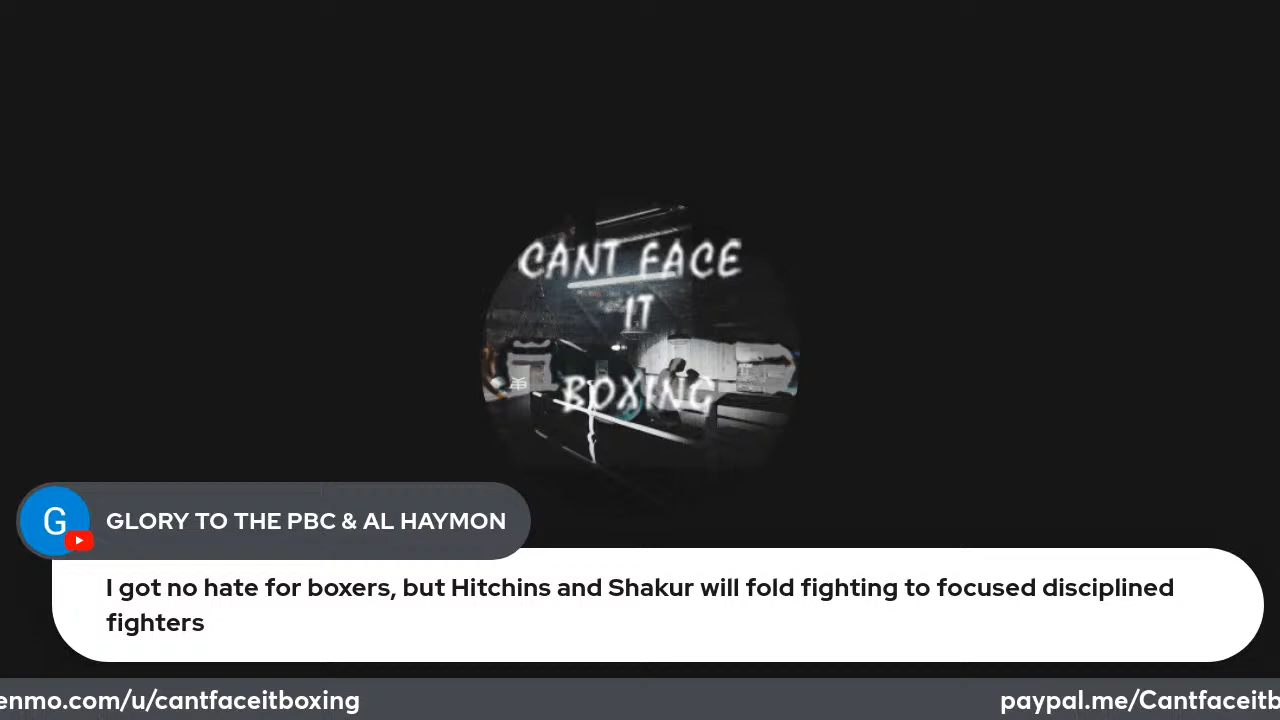 CANT FACE
IT
BOXING
G
GLORY TO THE PBC & AL HAYMON
I got no hate for boxers, but Hitchins and Shakur will fold fighting to focused disciplined
fighters
enmo.com/u/cantfaceitboxing
paypal.me/Cantfaceitb